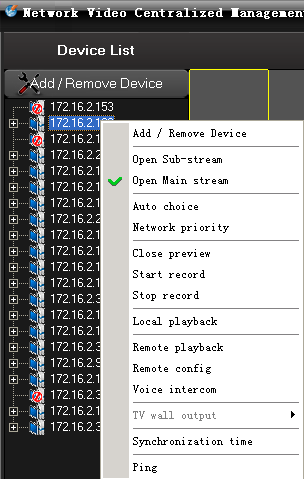 Network Video Centralized Managemen
Device List
Add / Remove Device
172.16.2.153
172.16.2.1
172.16.2.1
172.16.2.2
172.16.2.1
172.16.2.1
172.16.2.1
172.16.2.1
172.16.2.1
172.16.2.1
172.16.2.1
172.16.2.1
172.16.2.3
172.16.2.1
172.16.2.1
172.16.2.3
172.16.2.9
172.16.2.1
172.16.2.3
172.16.2.1
172.16.2.3
Add / Remove Device
Open Sub-stream
Open Main stream
Auto choice
Network priority
Close preview
Start record
Stop record
Local playback
Remote playback
Remote config
Voice intercom
TV wall output
Synchronization time
Ping